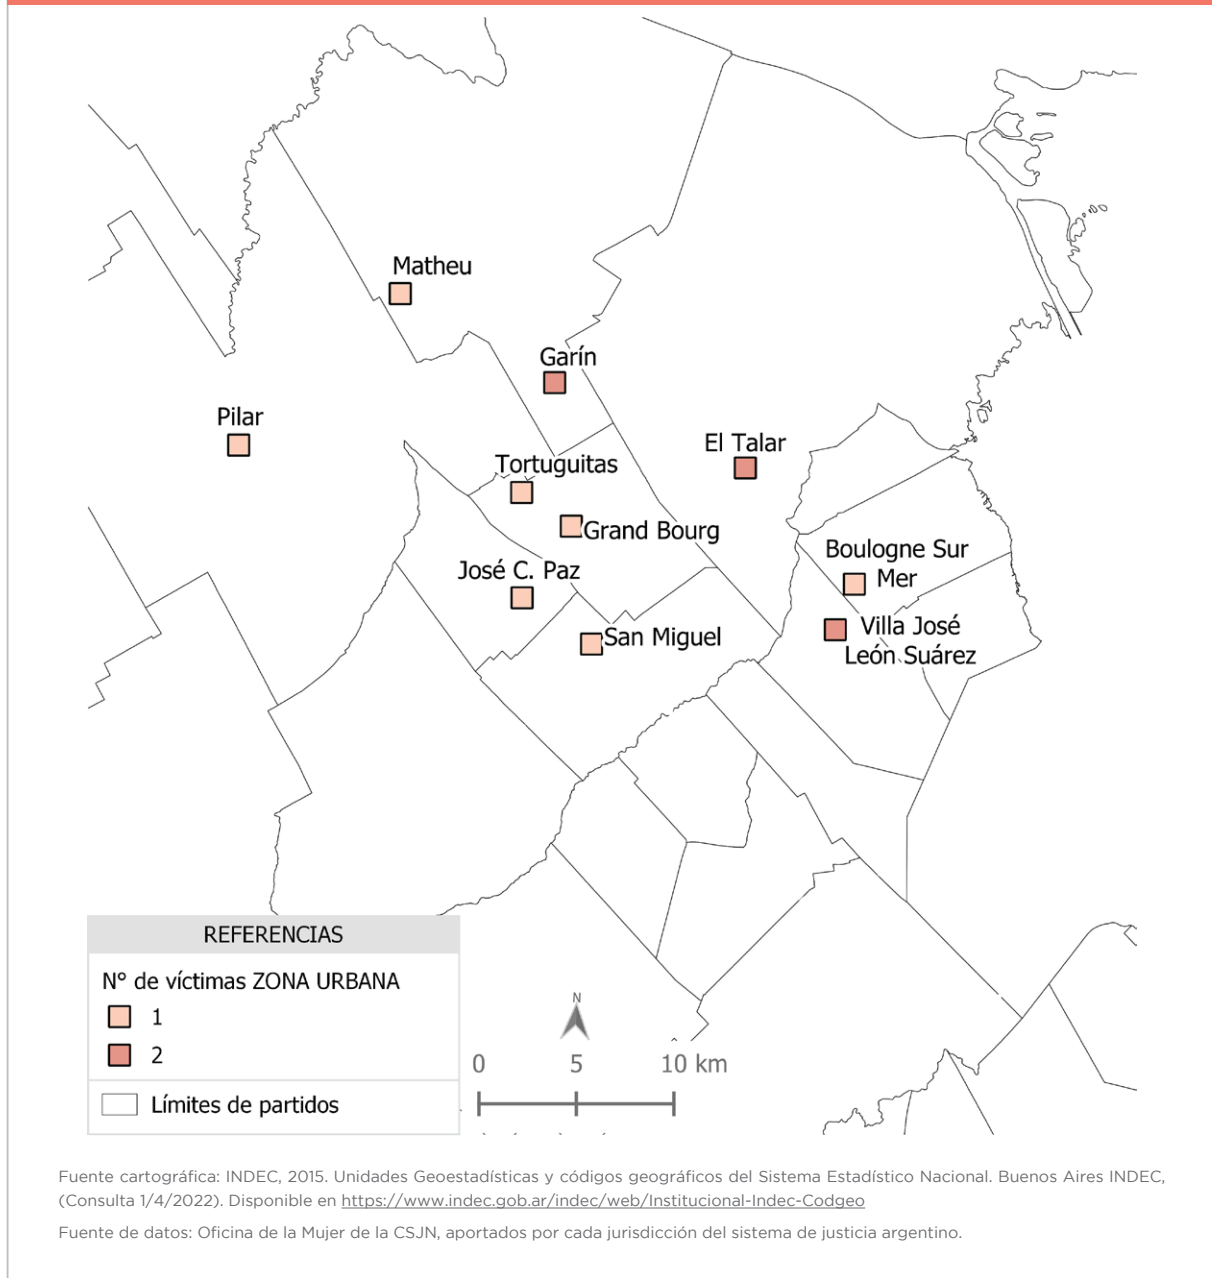 Matheu
Garín
Pilar
El Talar
Tortuguitas
Grand Bourg
Boulogne Sur
Mer
José C. Paz
San Miguel
Villa José
León Suárez
REFERENCIAS
N° de víctimas ZONA URBANA
1
2
Límites de partidos
N
0 5 10 km
Fuente cartográfica: INDEC, 2015. Unidades Geoestadísticas y códigos geográficos del Sistema Estadístico Nacional. Buenos Aires INDEC,
(Consulta 1/4/2022). Disponible en https://www.indec.gob.ar/indec/web/Institucional-Indec-Codgeo
Fuente de datos: Oficina de la Mujer de la CSJN, aportados por cada jurisdicción del sistema de justicia argentino.